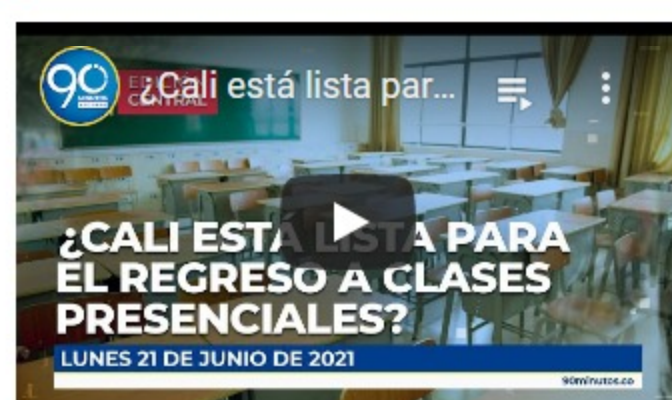 90
EDICIÓN
CENTRAL
¿Cali está lista par...
¿CALI ESTÁ LISTA PARA
EL REGRESO A CLASES
PRESENCIALES?
LUNES 21 DE JUNIO DE 2021
90minutos.co